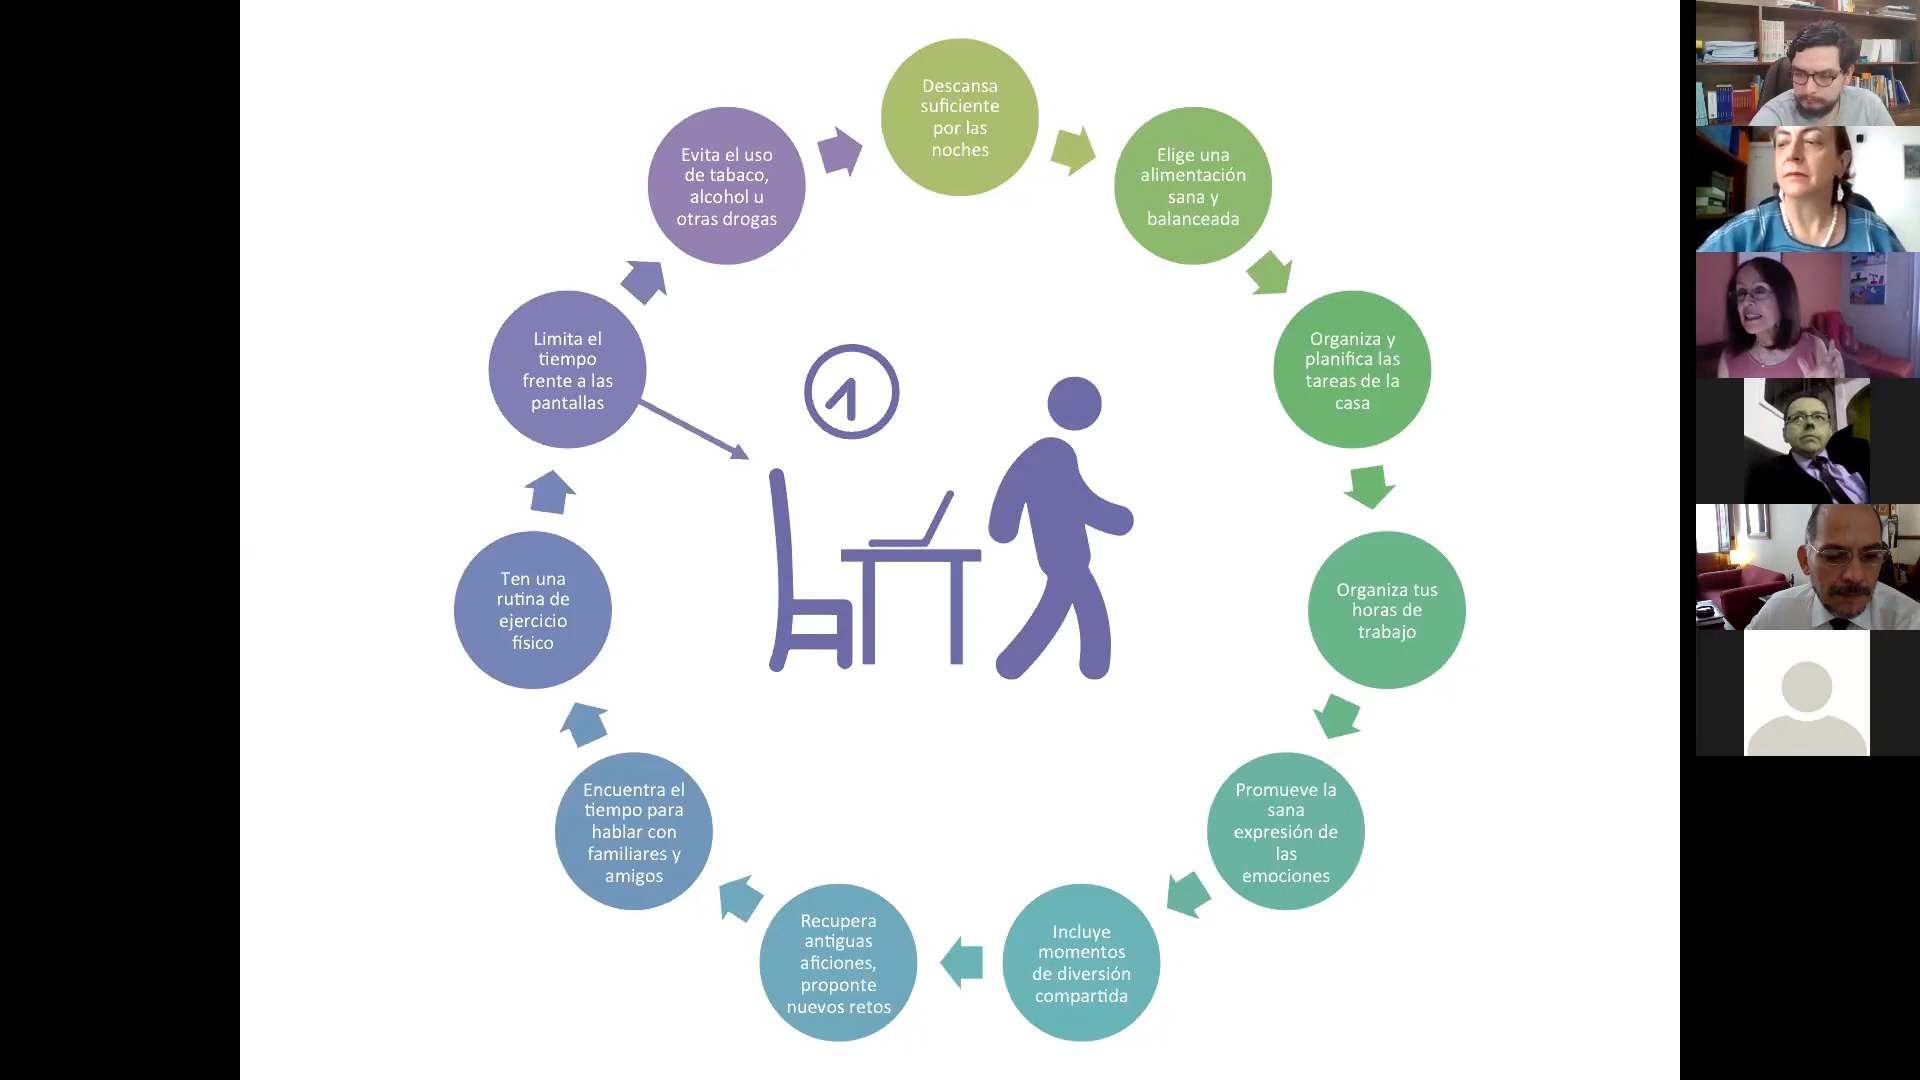 Descansa
suficiente
por las
noches
Elige una
alimentación
sana y
balanceada
Organiza y
planifica las
tareas de la
casa
Organiza tus
horas de
trabajo
Promueve la
sana
expresión de
las
emociones
Incluye
momentos
de diversión
compartida
Recupera
antiguas
aficiones,
proponte
nuevos retos
Encuentra el
tiempo para
hablar con
familiares y
amigos
Ten una
rutina de
ejercicio
físico
Limita el
tiempo
frente a las
pantallas
Evita el uso
de tabaco,
alcohol u
otras drogas